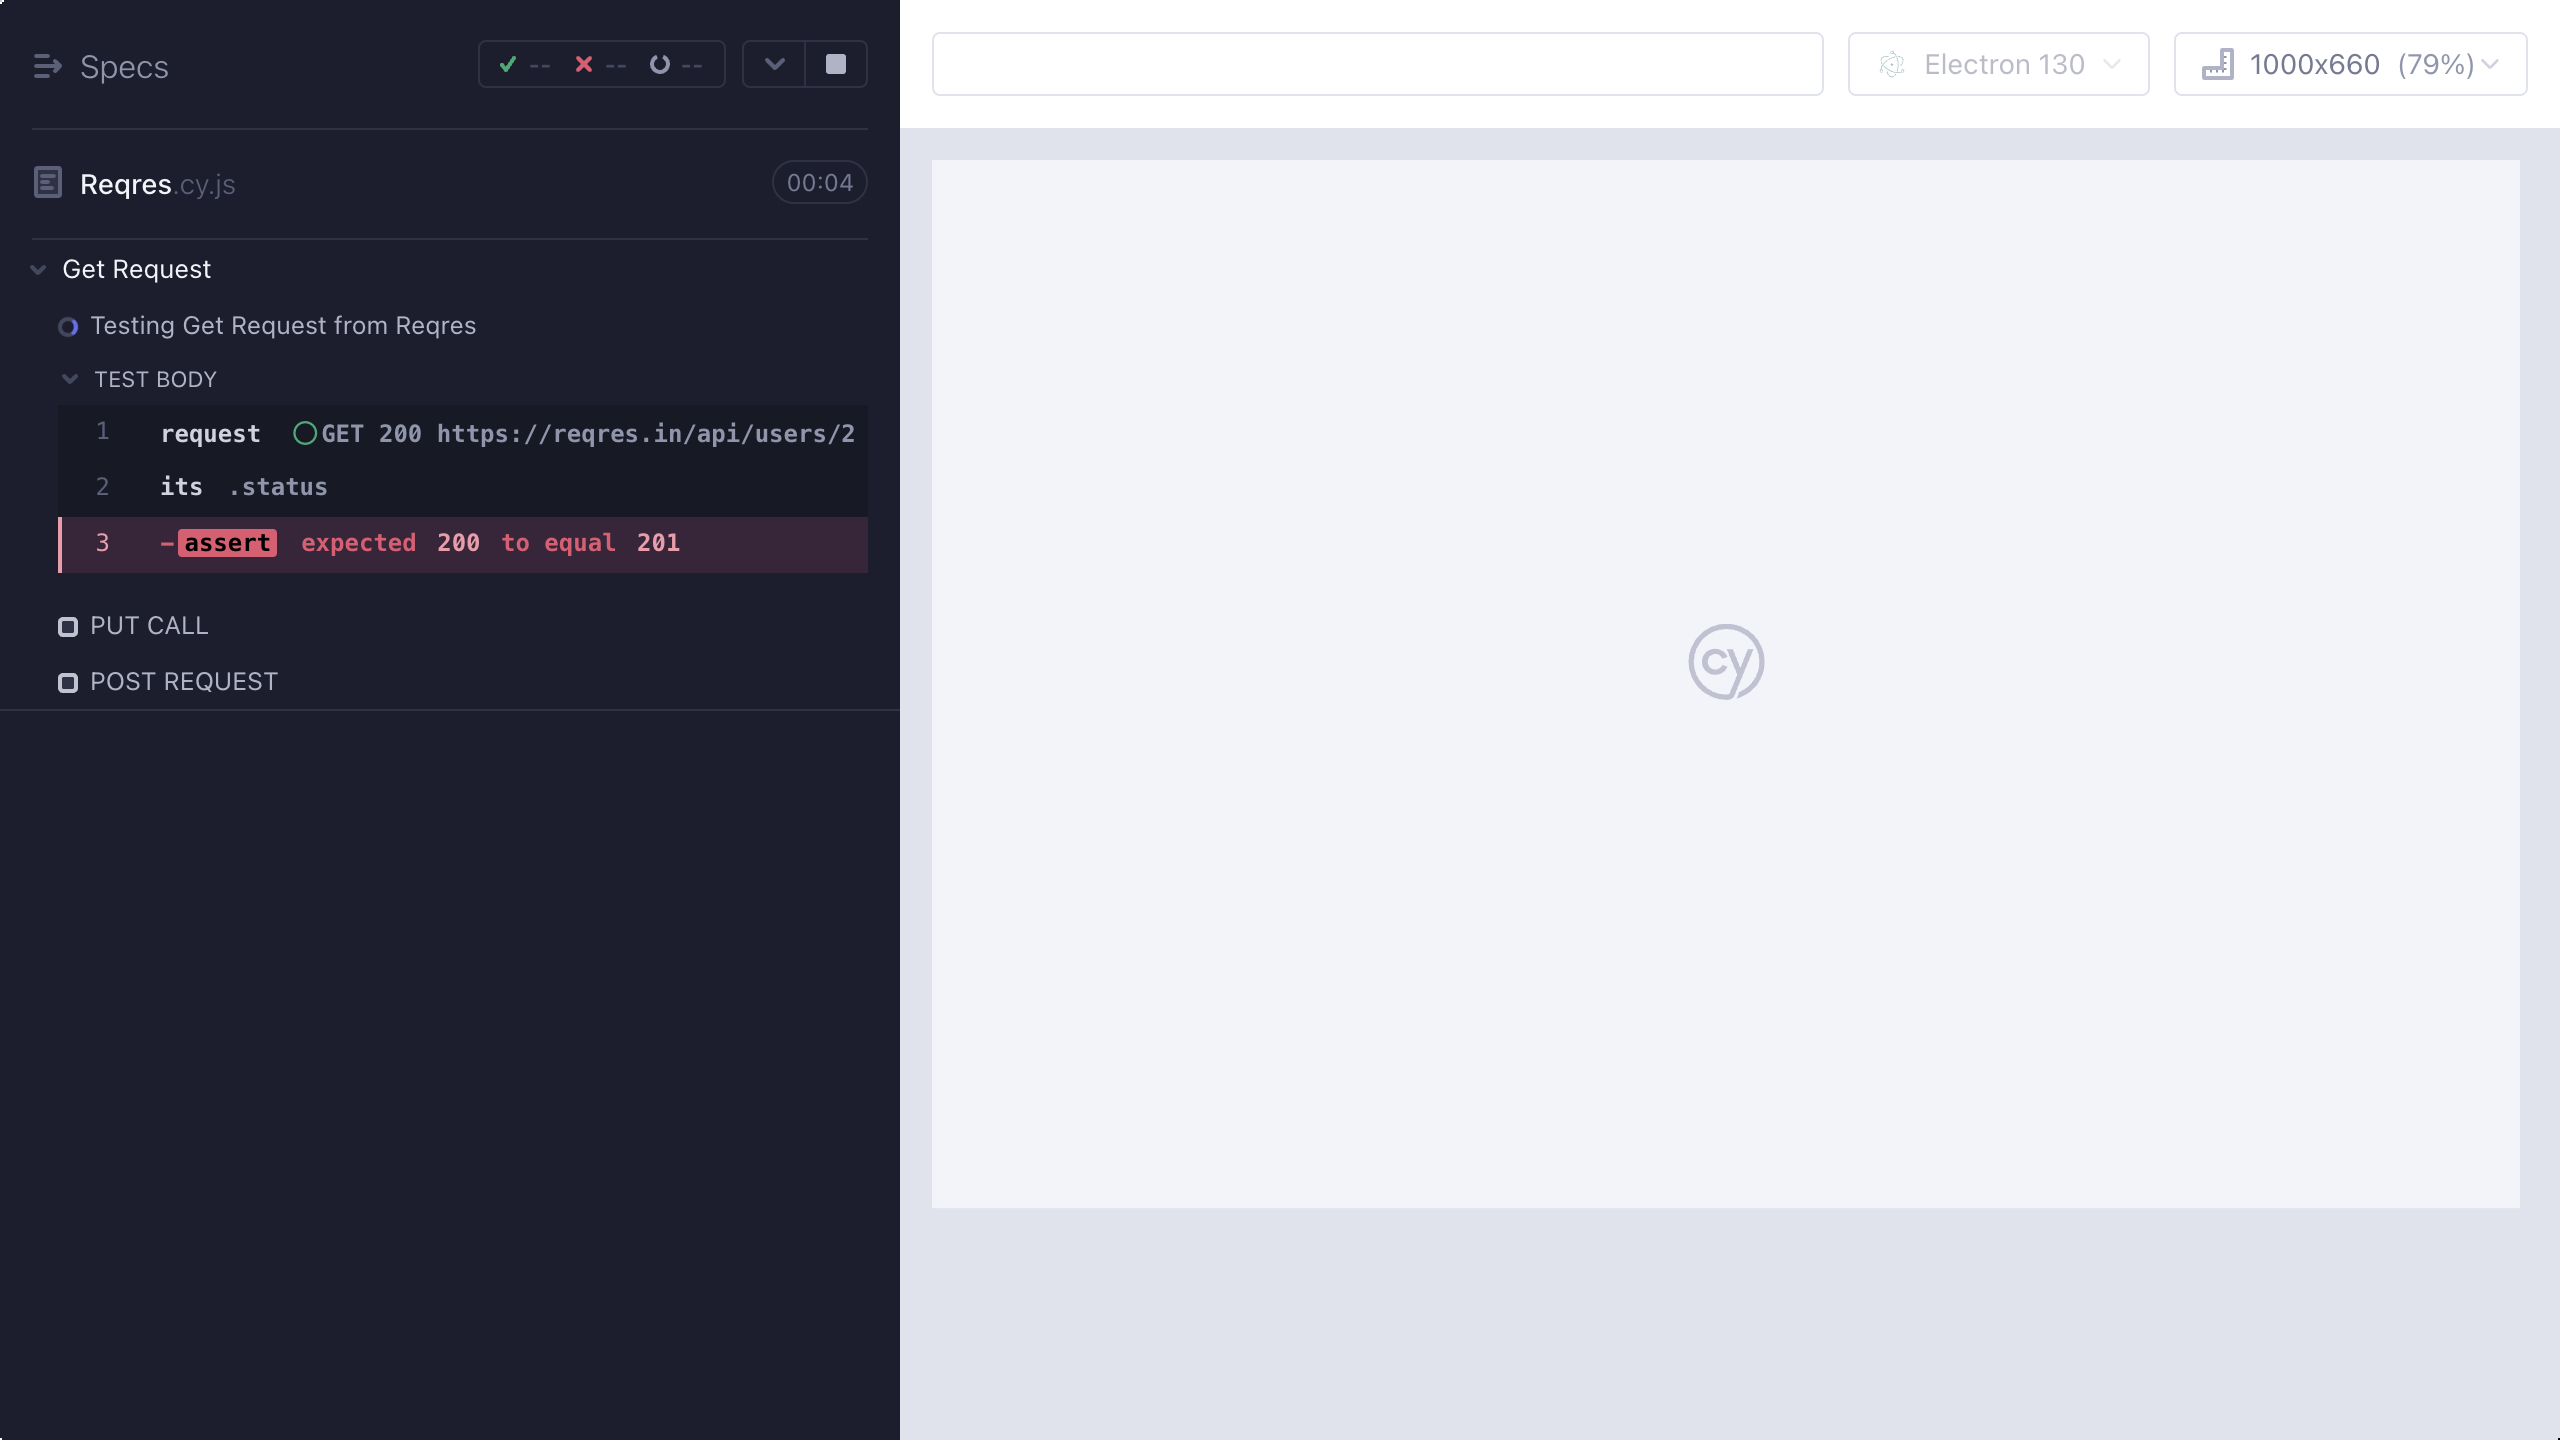 Specs
-- -- --
Electron 130
1000x660 (79%)
Reqres.cy.js
00:04
Get Request
Testing Get Request from Reqres
TEST BODY
1 request GET 200 https://reqres.in/api/users/2
2 its .status
3 -assert expected 200 to equal 201
PUT CALL
POST REQUEST
cy